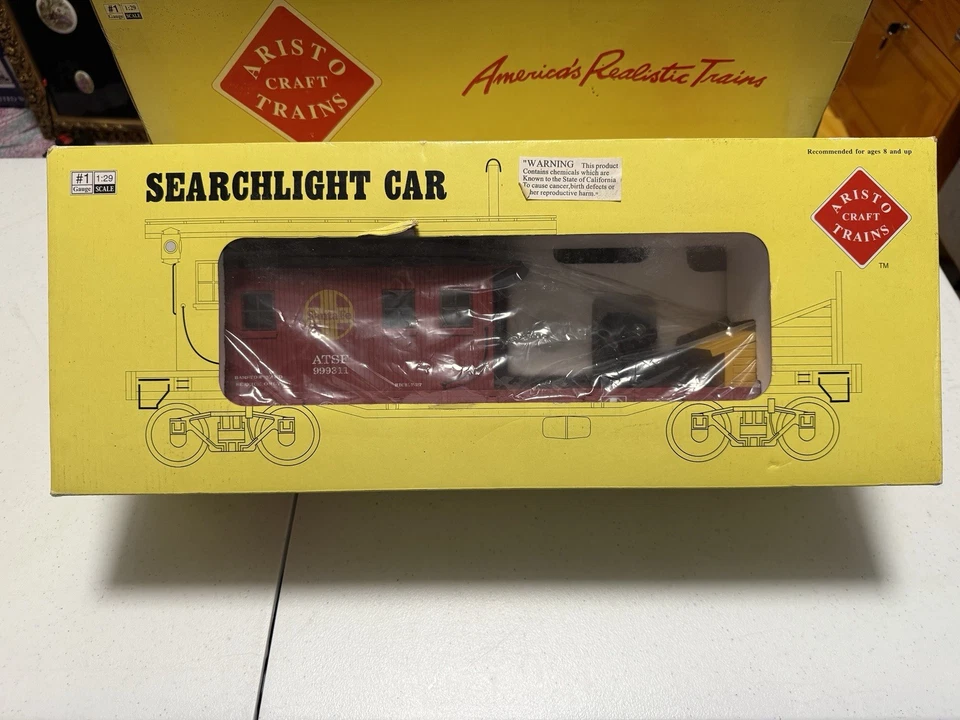 #1 1:29
Gauge SCALE
ARISTO
CRAFT
TRAINS
America's Realistic Trains
Recommended for ages 8 and up
#1 1:29
Gauge SCALE
SEARCHLIGHT CAR
"WARNING This product
Contains chemicals which are
Known to the State of California
To cause cancer,birth defects or
her reproductive harm."
ARISTO
CRAFT
TRAINS
TM
ATSF
999311